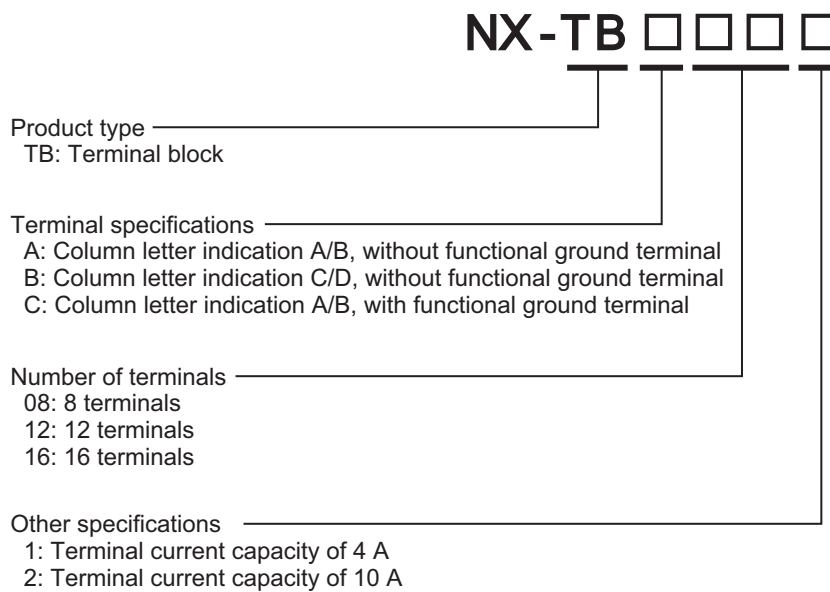 NX-TB □ □ □ □
Product type
TB: Terminal block
Terminal specifications
A: Column letter indication A/B, without functional ground terminal
B: Column letter indication C/D, without functional ground terminal
C: Column letter indication A/B, with functional ground terminal
Number of terminals
08: 8 terminals
12: 12 terminals
16: 16 terminals
Other specifications
1: Terminal current capacity of 4 A
2: Terminal current capacity of 10 A